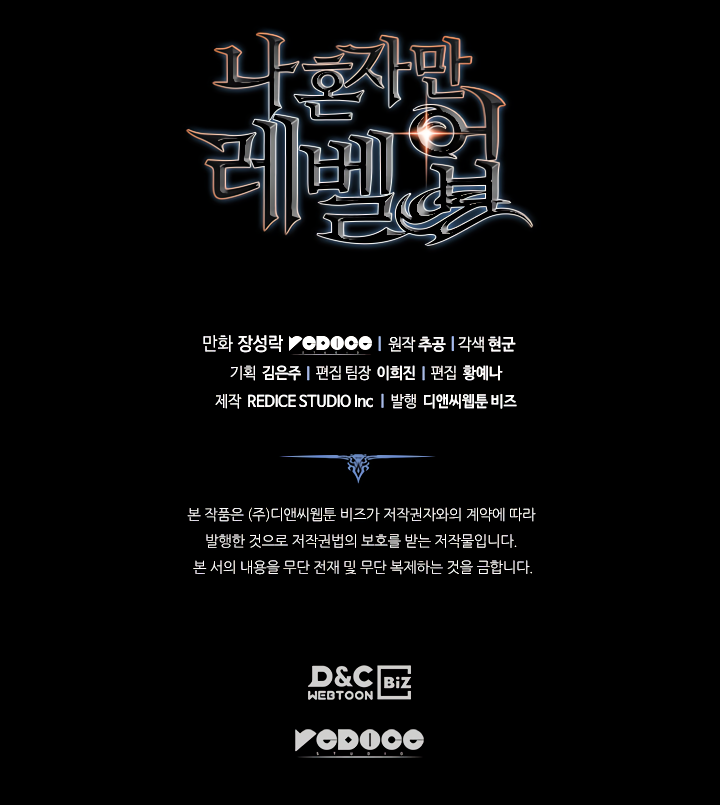 나 혼자만
레벨업
만화 장성락 REDICE STUDIO | 원작 추공 | 각색 현군
기획 김은주 | 편집 팀장 이희진 | 편집 황예나
제작 REDICE STUDIO Inc | 발행 디앤씨웹툰 비즈
본 작품은 (주)디앤씨웹툰 비즈가 저작권자와의 계약에 따라
발행한 것으로 저작권법의 보호를 받는 저작물입니다.
본 서의 내용을 무단 전재 및 무단 복제하는 것을 금합니다.
D&C
WEBTOON BiZ
REDICE
STUDIO